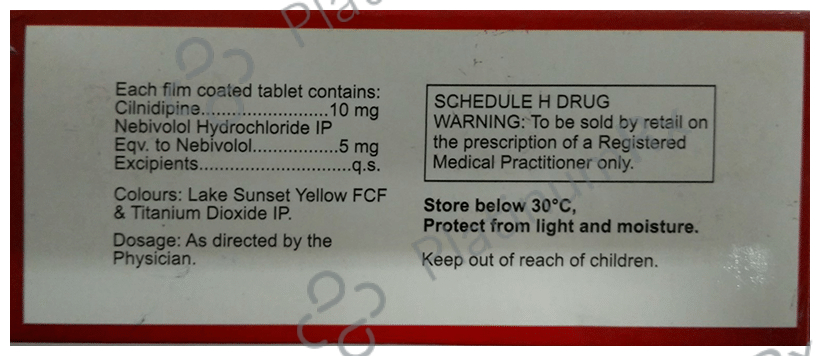 Each film coated tablet contains:
Cilnidipine.......................10 mg
Nebivolol Hydrochloride IP
Eqv. to Nebivolol...............5 mg
Excipients...........................q.s.
Colours: Lake Sunset Yellow FCF
& Titanium Dioxide IP.
Dosage: As directed by the
Physician.
SCHEDULE H DRUG
WARNING: To be sold by retail on
the prescription of a Registered
Medical Practitioner only.
Store below 30°C,
Protect from light and moisture.
Keep out of reach of children.